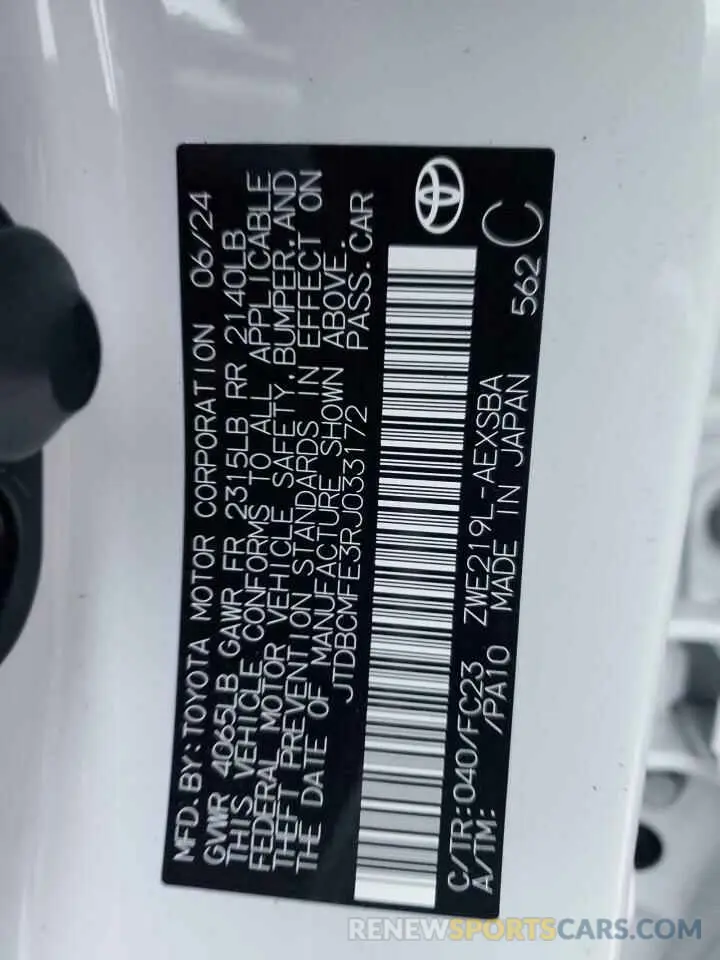 MFD.BY:TOYOTA MOTOR CORPORATION 06/24
GVWR 4065LB GAWR FR 2315LB RR 2140LB
THIS VEHICLE CONFORMS TO ALL APPLICABLE
FEDERAL MOTOR VEHICLE SAFETY, BUMPER, AND
THEFT PREVENTION STANDARDS IN EFFECT ON
THE DATE OF MANUFACTURE SHOWN ABOVE.
JTDBCMFE3RJ033172 PASS.CAR
C/TR:040/FC23 ZWE219L-AEXSBA
A/TM: /PA10 MADE IN JAPAN 562 C
RENEWSPORTSCARS.COM